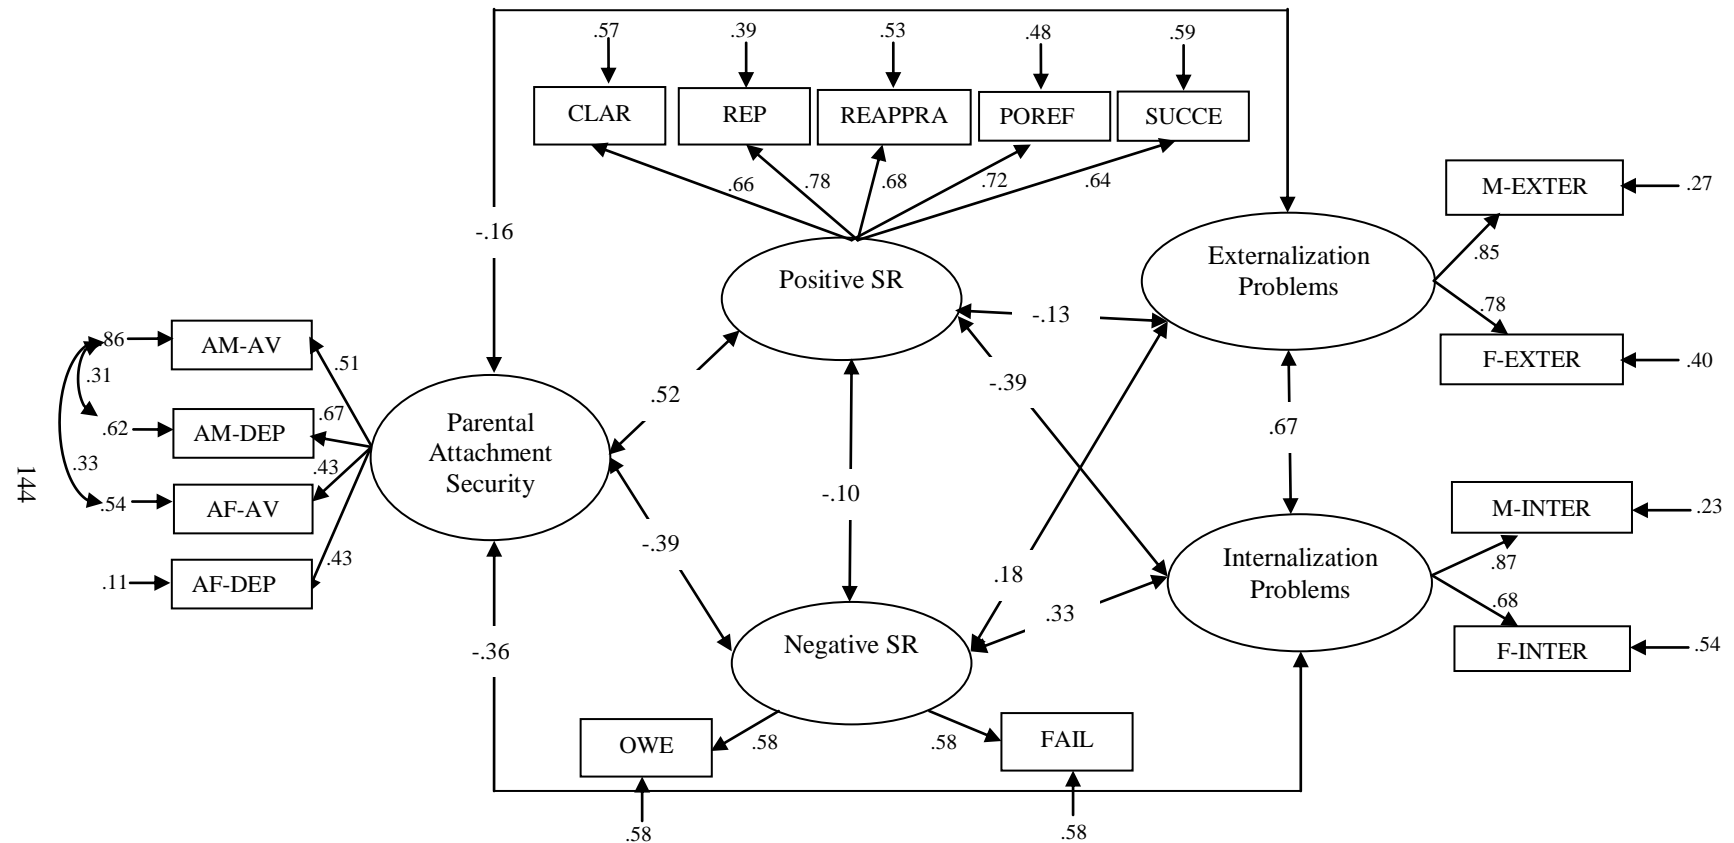 .57 .39 .53 .48 .59
CLAR REP REAPPRA POREF SUCCE
.66 .78 .68 .72 .64
M-EXTER .27
-.16
Externalization
Problems
.85
Positive SR
.78
-.13
.86 AM-AV
.51
F-EXTER .40
.31
-.39
.52
.67
Parental
Attachment
Security
.62 AM-DEP
.67
.33
.43
.54 AF-AV
-.10
M-INTER .23
144
-.39
.43
Internalization
Problems
.87
.11 AF-DEP
.18
.33
.68
-.36
Negative SR
F-INTER .54
OWE .58 .58 FAIL
.58 .58